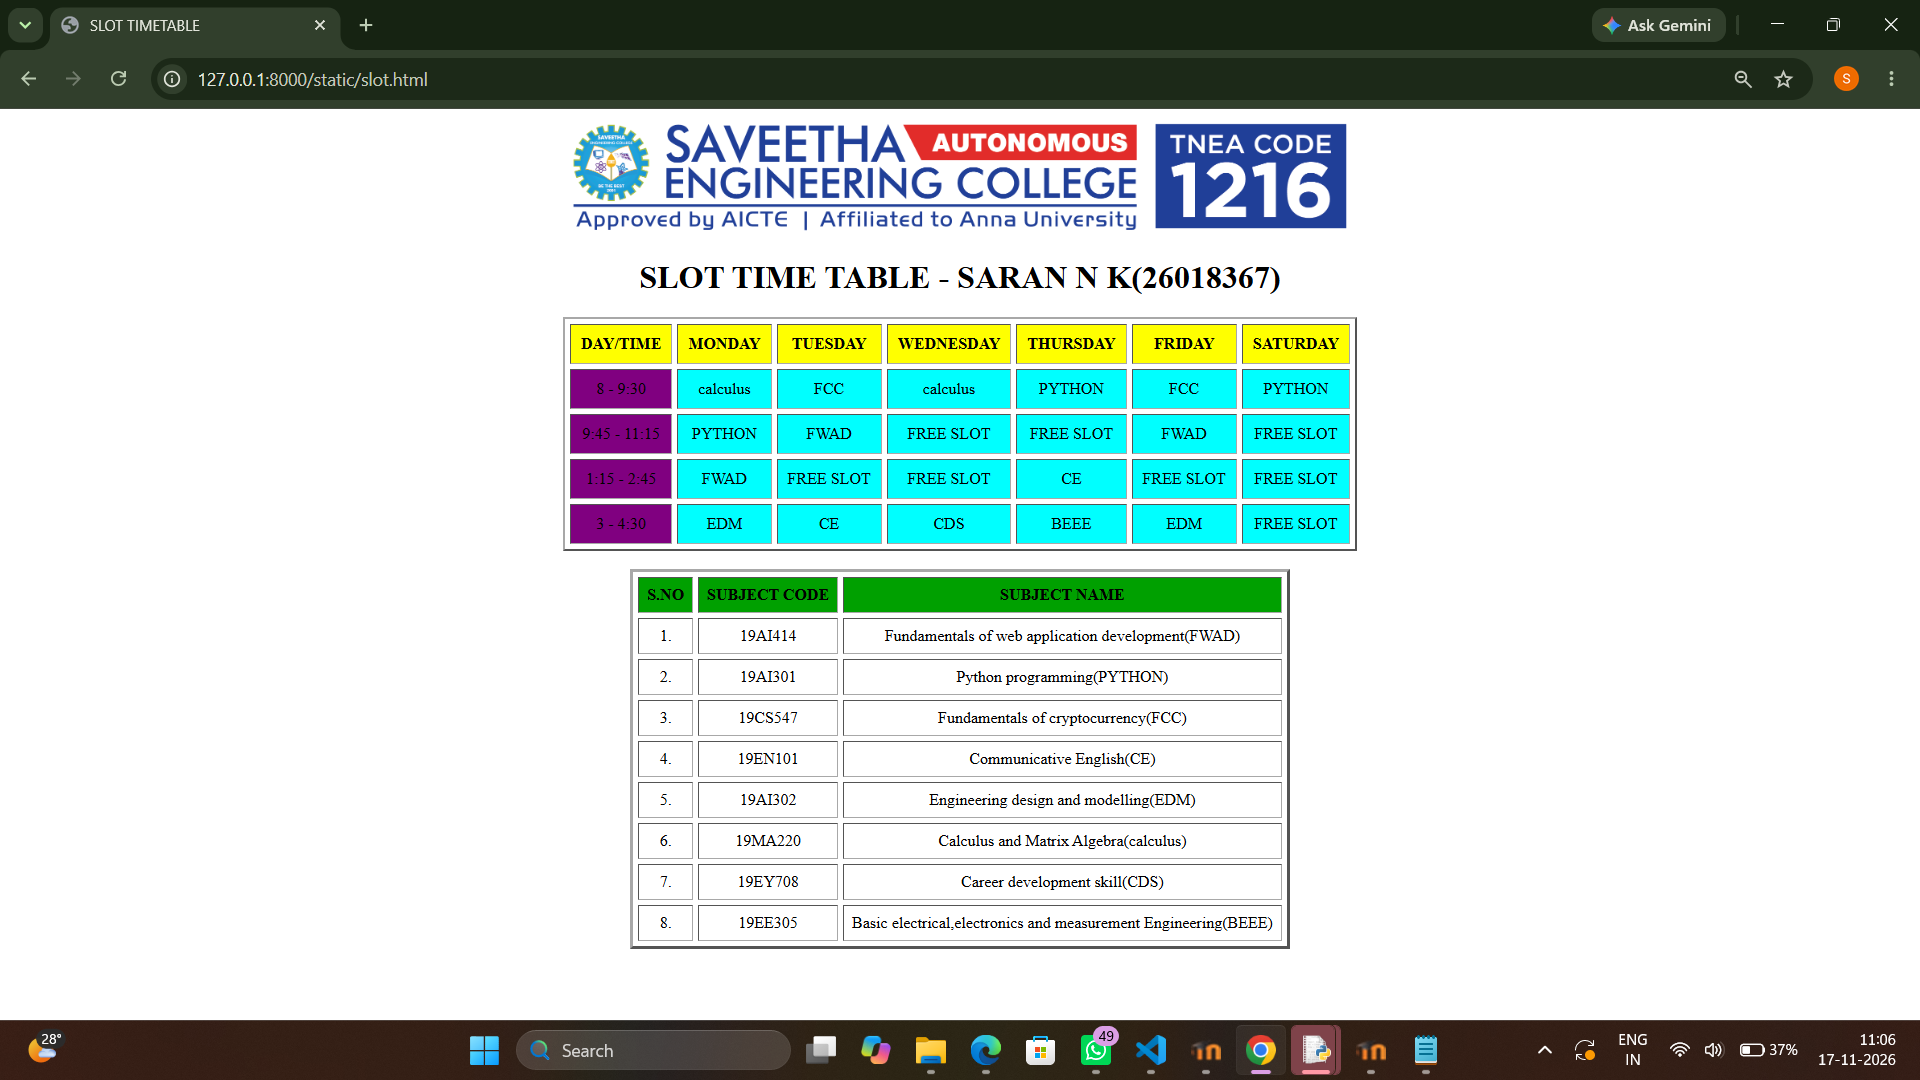 SLOT TIMETABLE
Ask Gemini
127.0.0.1:8000/static/slot.html
S
SAVEETHA ENGINEERING COLLEGE
BE THE BEST
SAVEETHA AUTONOMOUS
ENGINEERING COLLEGE
Approved by AICTE | Affiliated to Anna University
TNEA CODE
1216
SLOT TIME TABLE - SARAN N K(26018367)
DAY/TIME MONDAY TUESDAY WEDNESDAY THURSDAY FRIDAY SATURDAY
8 - 9:30 calculus FCC calculus PYTHON FCC PYTHON
9:45 - 11:15 PYTHON FWAD FREE SLOT FREE SLOT FWAD FREE SLOT
1:15 - 2:45 FWAD FREE SLOT FREE SLOT CE FREE SLOT FREE SLOT
3 - 4:30 EDM CE CDS BEEE EDM FREE SLOT
S.NO SUBJECT CODE SUBJECT NAME
1. 19AI414 Fundamentals of web application development(FWAD)
2. 19AI301 Python programming(PYTHON)
3. 19CS547 Fundamentals of cryptocurrency(FCC)
4. 19EN101 Communicative English(CE)
5. 19AI302 Engineering design and modelling(EDM)
6. 19MA220 Calculus and Matrix Algebra(calculus)
7. 19EY708 Career development skill(CDS)
8. 19EE305 Basic electrical,electronics and measurement Engineering(BEEE)
28°
Search
49
ENG
IN
37%
11:06
17-11-2026